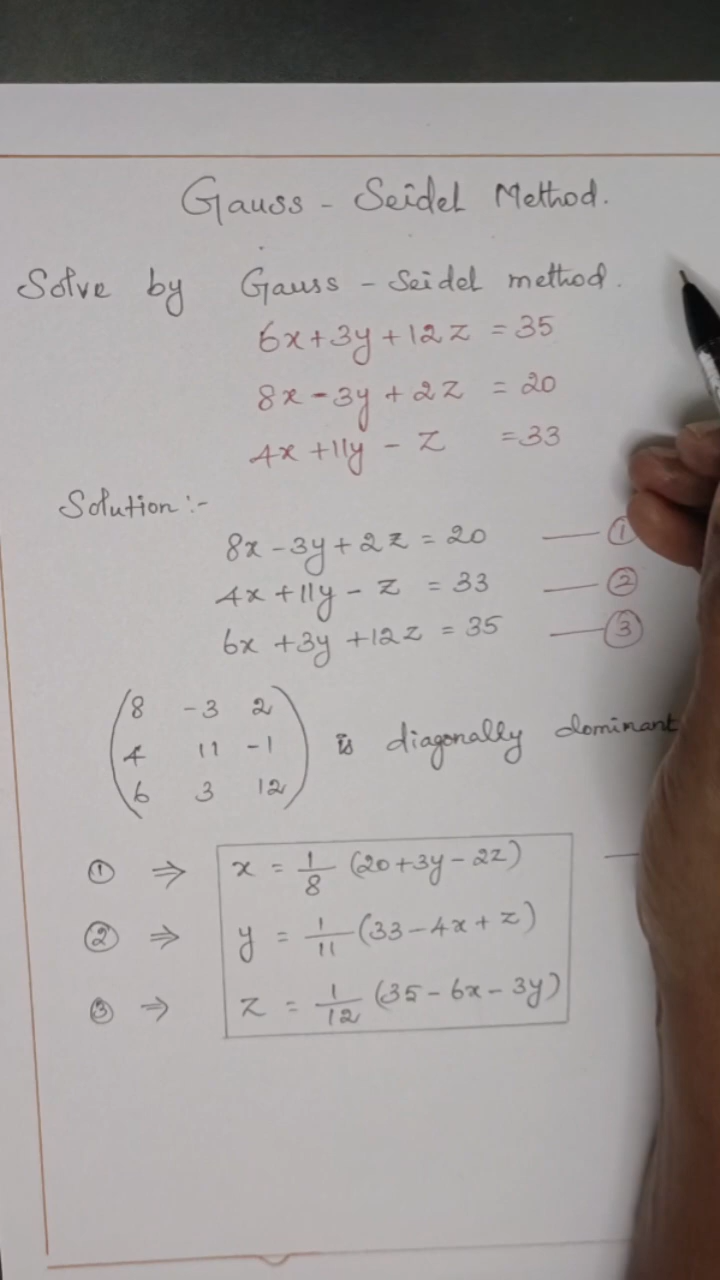 Gauss - Seidel Method.
Solve by Gauss - Seidel method.
6x+3y+12z = 35
8x-3y+2z = 20
4x+11y-z = 33
Solution :-
8x-3y+2z = 20 — ①
4x+11y-z = 33 — ②
6x+3y+12z = 35 — ③
8 -3 2
4 11 -1 is diagonally dominant
6 3 12
① ⇒ x = 1/8 (20+3y-2z) —
② ⇒ y = 1/11 (33-4x+z)
③ ⇒ z = 1/12 (35-6x-3y)